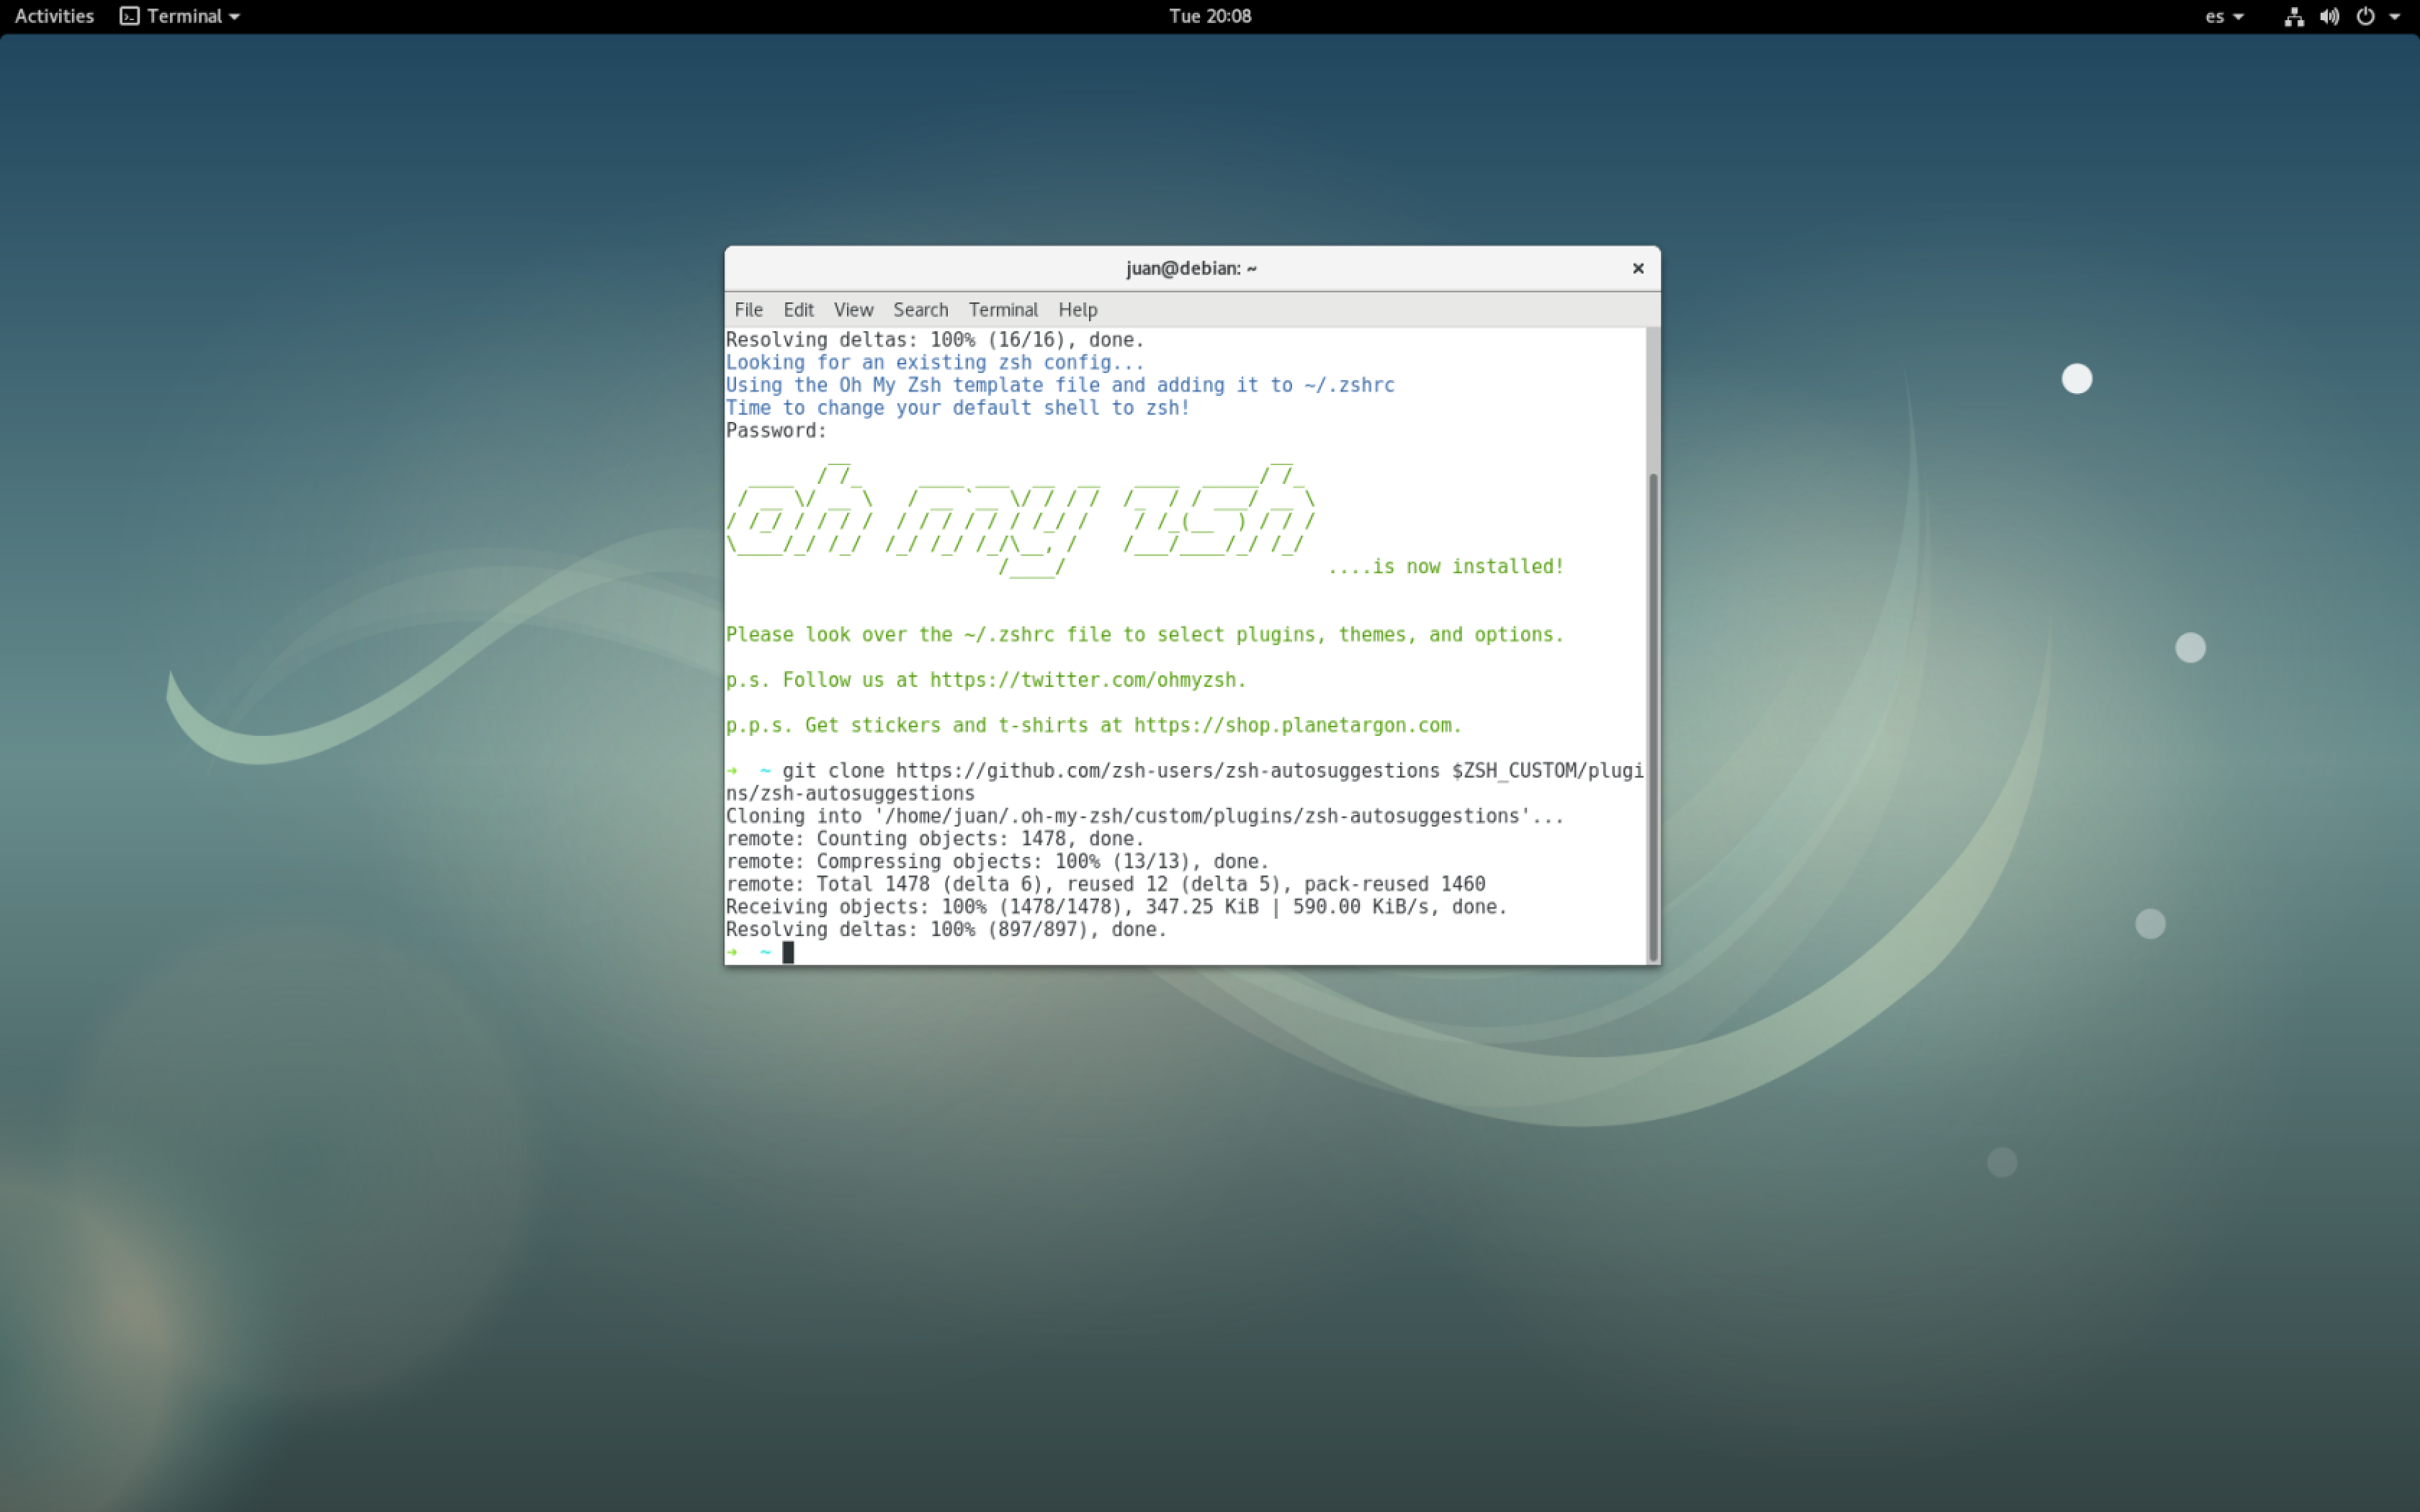 Activities Terminal Tue 20:08 es
juan@debian: ~ ×
File Edit View Search Terminal Help
Resolving deltas: 100% (16/16), done.
Looking for an existing zsh config...
Using the Oh My Zsh template file and adding it to ~/.zshrc
Time to change your default shell to zsh!
Password:
oh my zsh
....is now installed!
Please look over the ~/.zshrc file to select plugins, themes, and options.
p.s. Follow us at https://twitter.com/ohmyzsh.
p.p.s. Get stickers and t-shirts at https://shop.planetargon.com.
➜ ~ git clone https://github.com/zsh-users/zsh-autosuggestions $ZSH_CUSTOM/plugi
ns/zsh-autosuggestions
Cloning into '/home/juan/.oh-my-zsh/custom/plugins/zsh-autosuggestions'...
remote: Counting objects: 1478, done.
remote: Compressing objects: 100% (13/13), done.
remote: Total 1478 (delta 6), reused 12 (delta 5), pack-reused 1460
Receiving objects: 100% (1478/1478), 347.25 KiB | 590.00 KiB/s, done.
Resolving deltas: 100% (897/897), done.
➜ ~